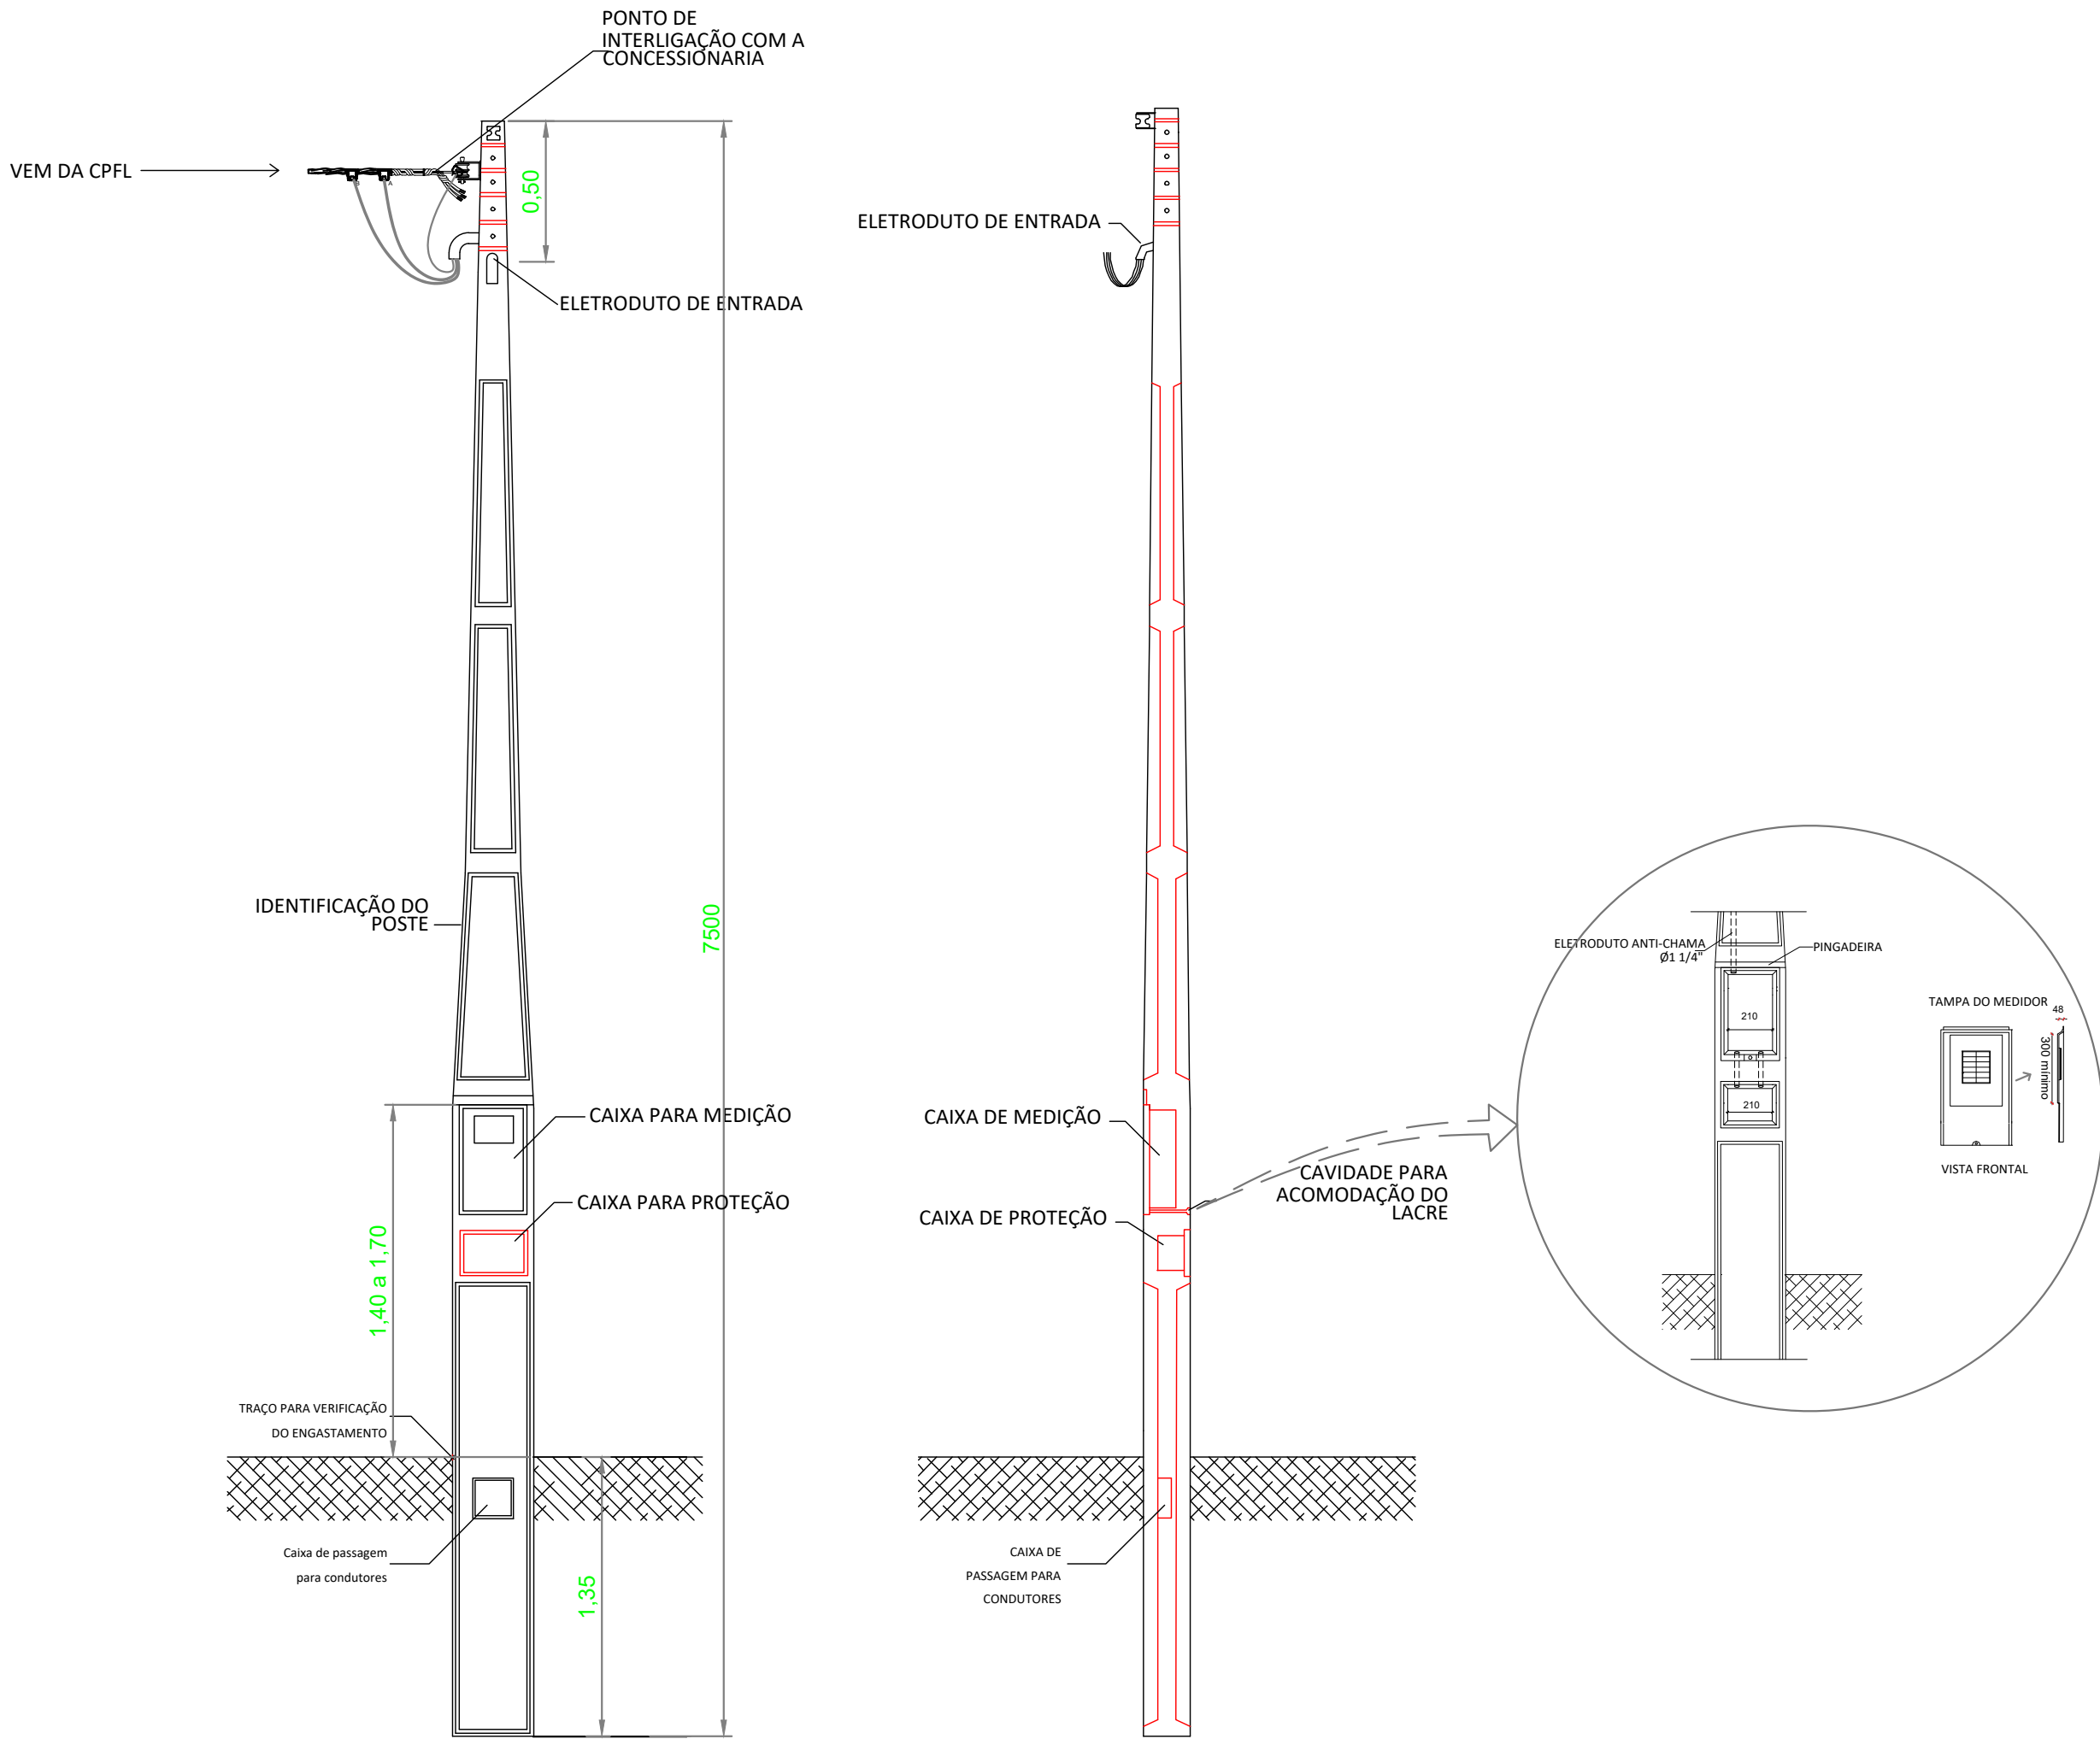 PONTO DE
INTERLIGAÇÃO COM A
CONCESSIONARIA
VEM DA CPFL
0,50
ELETRODUTO DE ENTRADA
7500
IDENTIFICAÇÃO DO
POSTE
CAIXA PARA MEDIÇÃO
CAIXA PARA PROTEÇÃO
1,40 a 1,70
TRAÇO PARA VERIFICAÇÃO
DO ENGASTAMENTO
Caixa de passagem
para condutores
1,35
ELETRODUTO DE ENTRADA
CAIXA DE MEDIÇÃO
CAVIDADE PARA
ACOMODAÇÃO DO
LACRE
CAIXA DE PROTEÇÃO
CAIXA DE
PASSAGEM PARA
CONDUTORES
ELETRODUTO ANTI-CHAMA
Ø1 1/4"
PINGADEIRA
210
210
TAMPA DO MEDIDOR
48
300 mínimo
VISTA FRONTAL